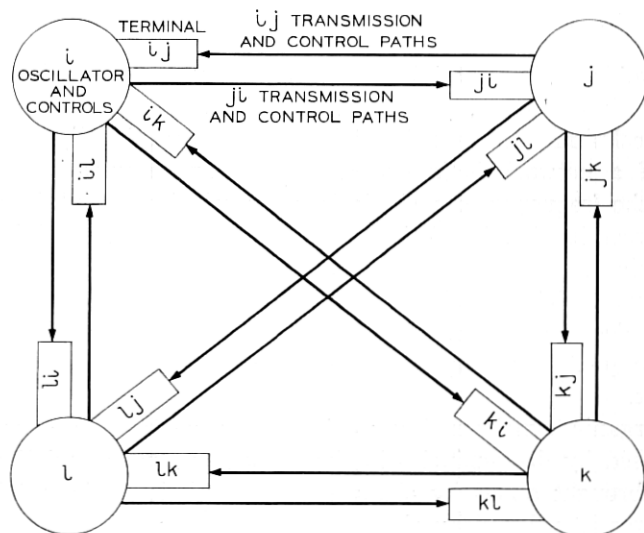 TERMINAL
ij
ij TRANSMISSION
AND CONTROL PATHS
i
OSCILLATOR
AND
CONTROLS
ji TRANSMISSION
AND CONTROL PATHS
ji
j
ik
il
jl
jk
li
lj
ki
kj
l
lk
kl
k